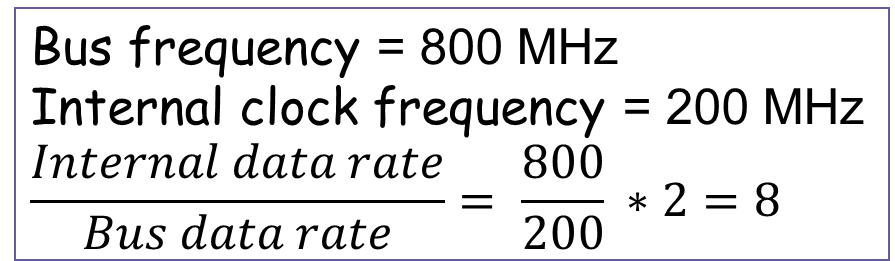 Bus frequency = 800 MHz
Internal clock frequency = 200 MHz
Internal data rate / Bus data rate = 800 / 200 * 2 = 8